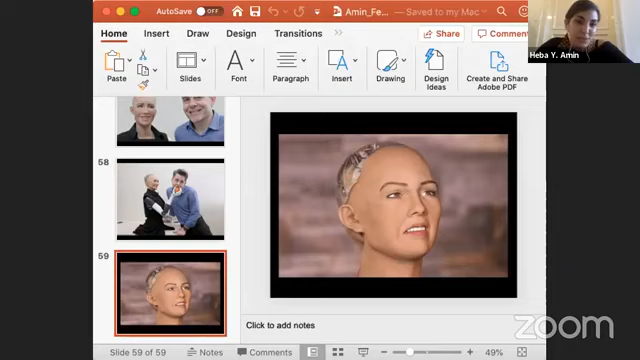 AutoSave OFF
Amin_Fe... — Saved to my Mac
Home Insert Draw Design Transitions
Share Commen
Paste Slides Font Paragraph Insert Drawing Design Ideas Create and Share Adobe PDF
Heba Y. Amin
58
59
Click to add notes
Slide 59 of 59 Notes Comments 49%
zoom